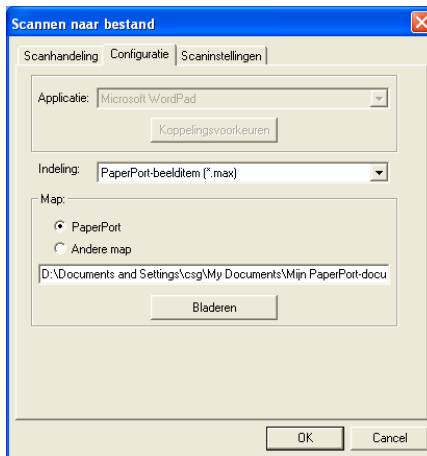 Scannen naar bestand
Scanhandeling Configuratie Scaninstellingen
Applicatie: Microsoft WordPad
Koppelingsvoorkeuren
Indeling: PaperPort-beelditem (*.max)
Map:
PaperPort
Andere map
D:\Documents and Settings\csg\My Documents\Mijn PaperPort-docu
Bladeren
OK Cancel